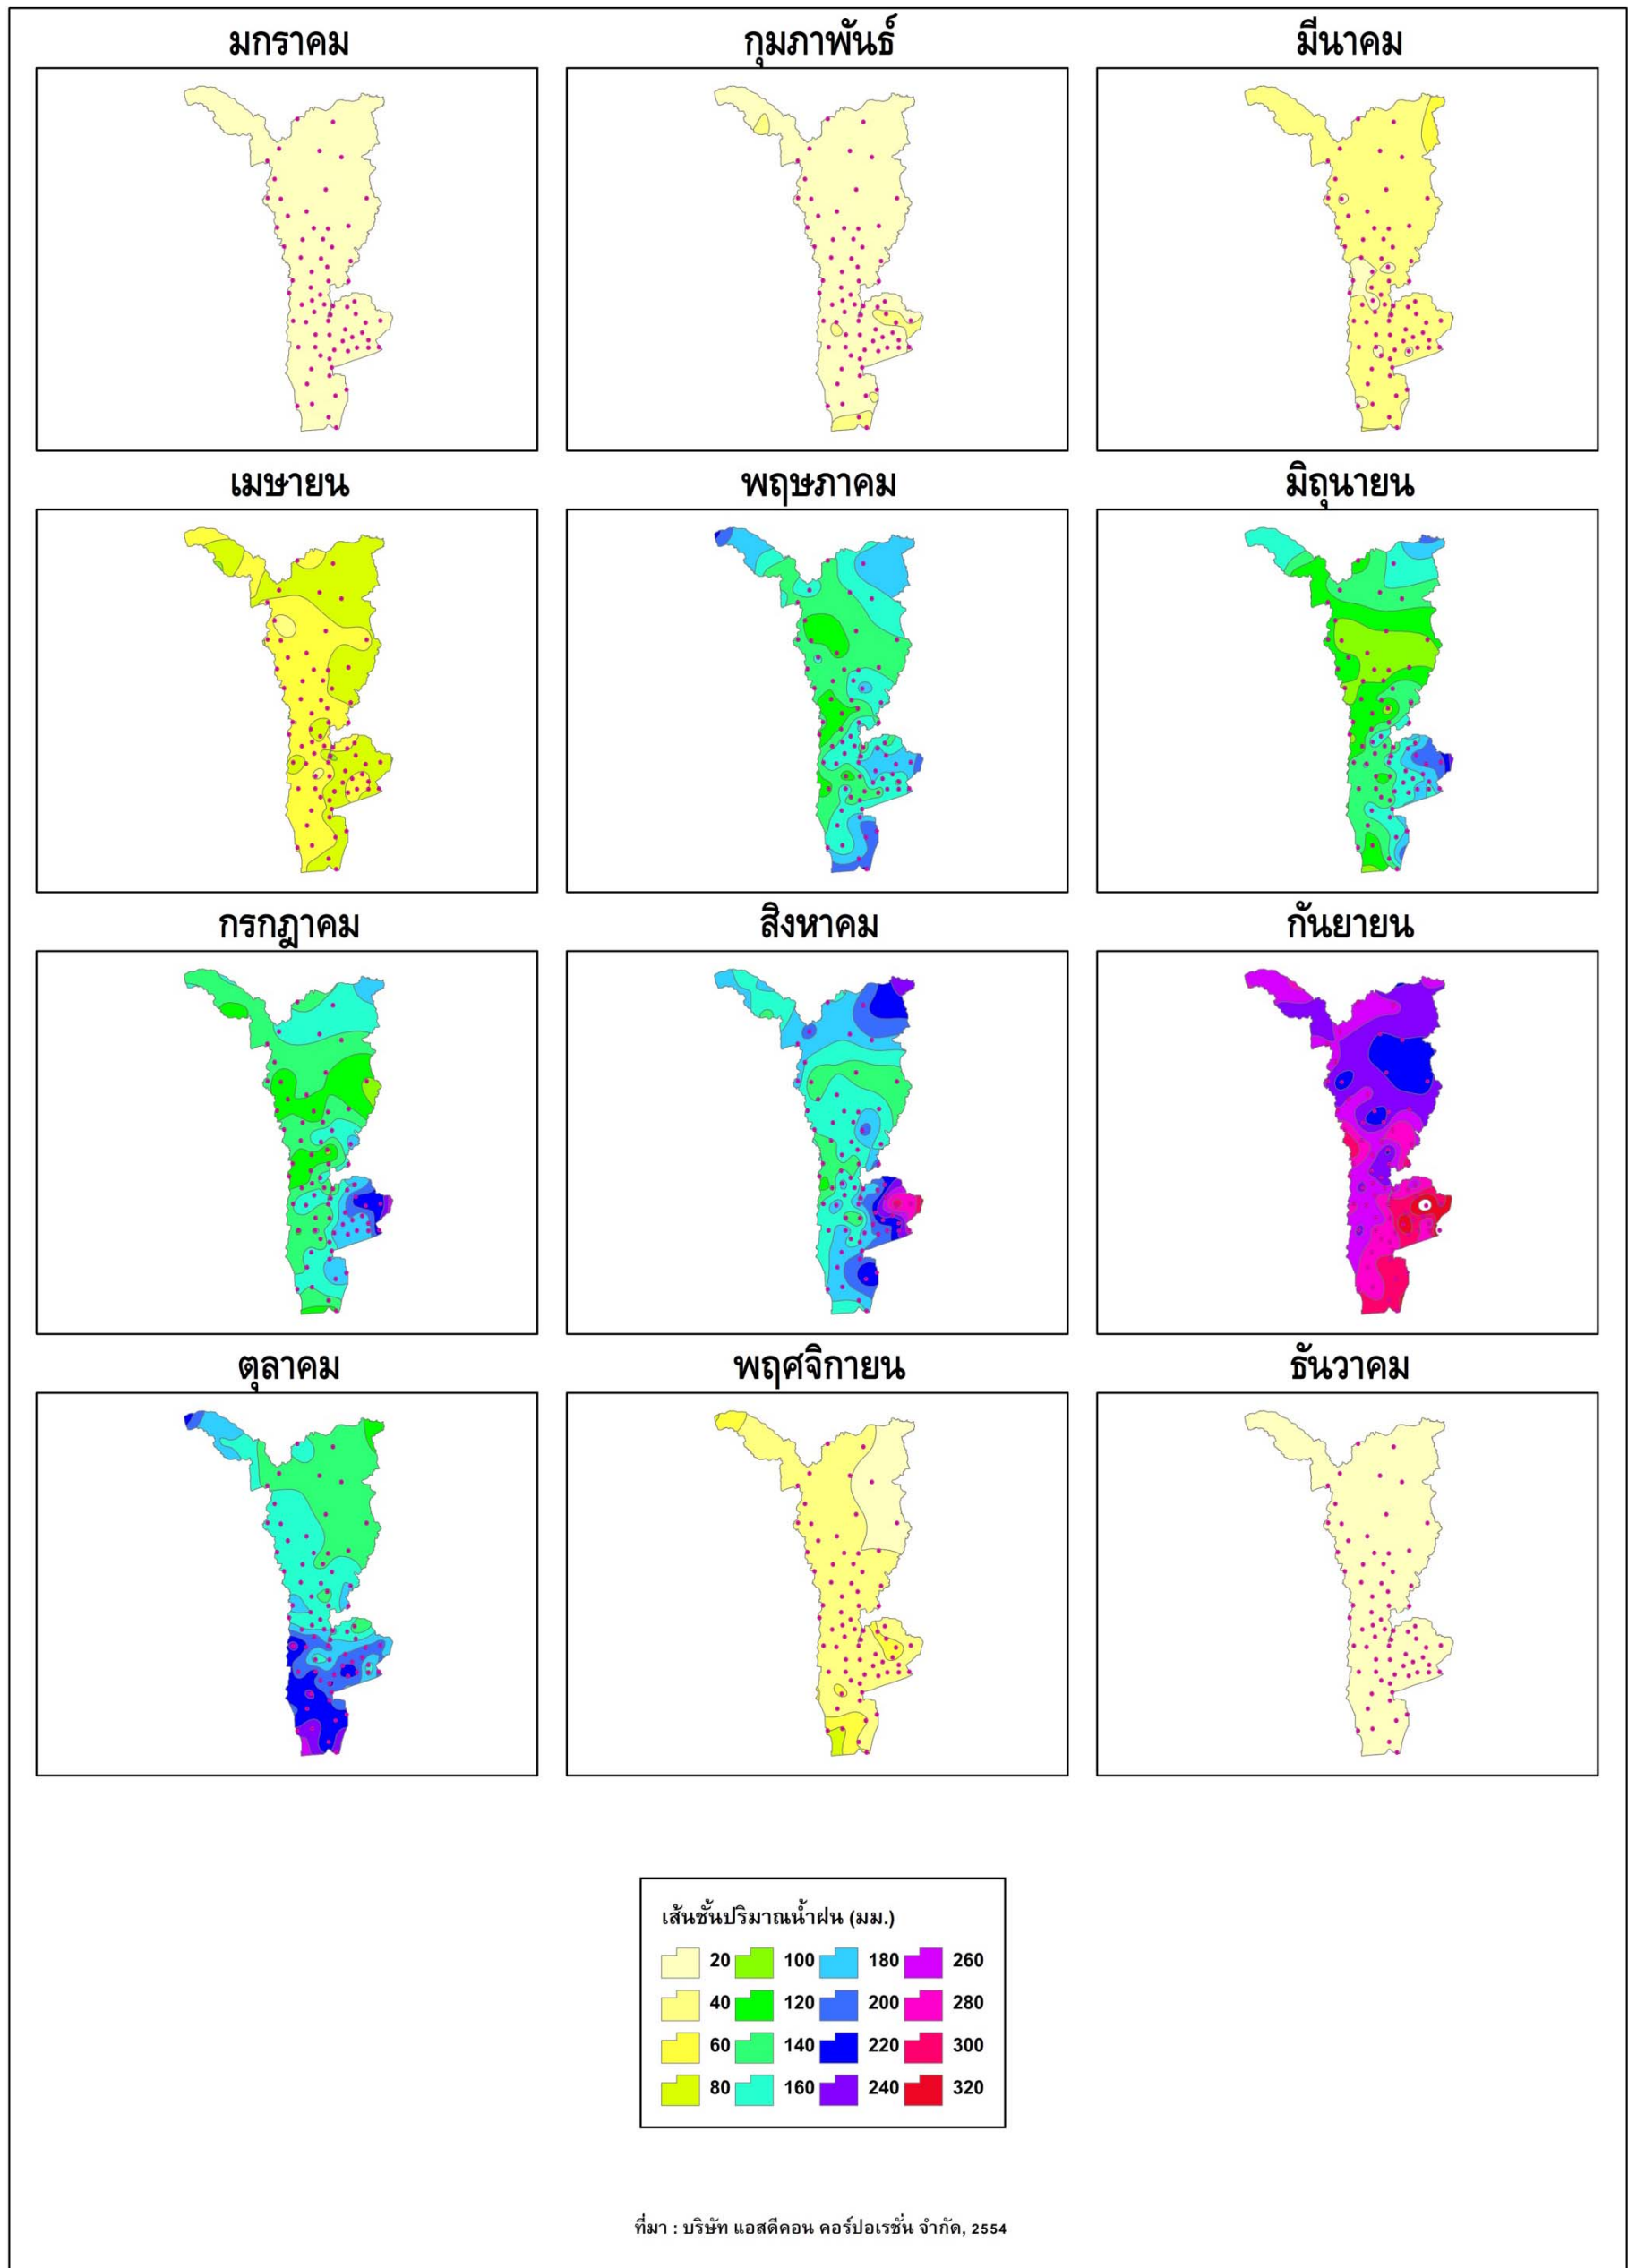 มกราคม
กุมภาพันธ์
มีนาคม
เมษายน
พฤษภาคม
มิถุนายน
กรกฎาคม
สิงหาคม
กันยายน
ตุลาคม
พฤศจิกายน
ธันวาคม
เส้นชั้นปริมาณน้ำฝน (มม.)
20 100 180 260
40 120 200 280
60 140 220 300
80 160 240 320
ที่มา : บริษัท แอสดีคอน คอร์ปอเรชั่น จำกัด, 2554